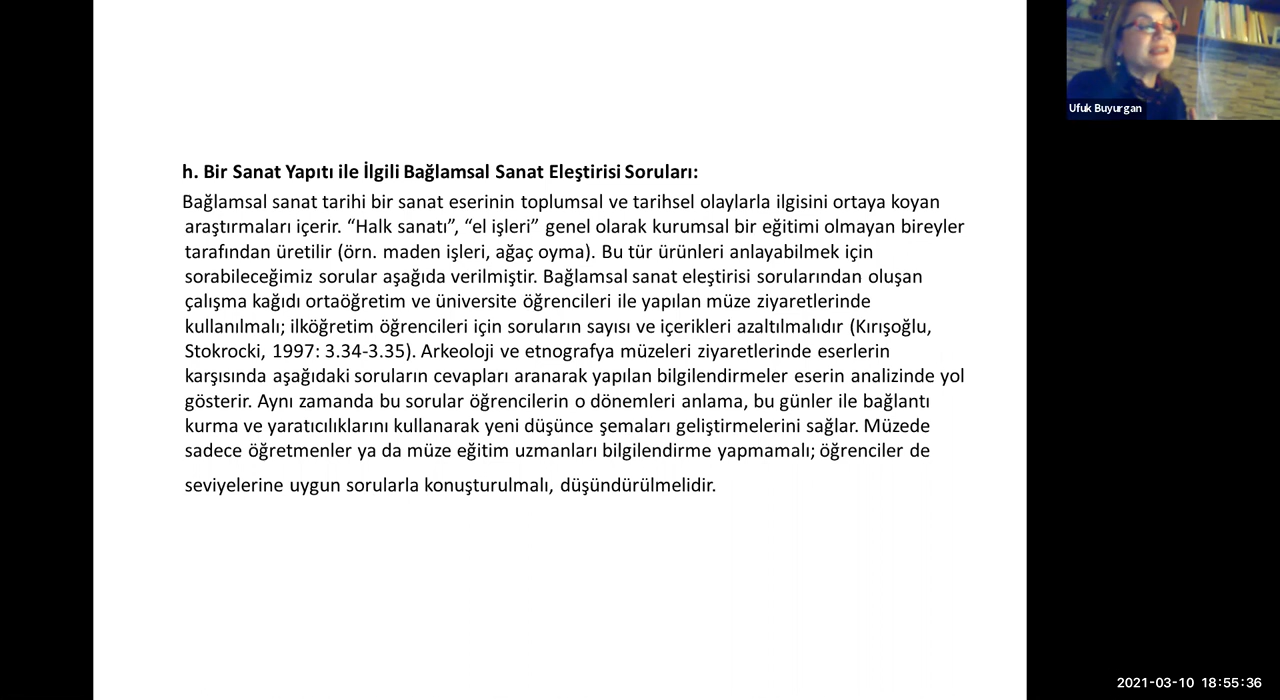 h. Bir Sanat Yapıtı ile İlgili Bağlamsal Sanat Eleştirisi Soruları:
Bağlamsal sanat tarihi bir sanat eserinin toplumsal ve tarihsel olaylarla ilgisini ortaya koyan
araştırmaları içerir. “Halk sanatı”, “el işleri” genel olarak kurumsal bir eğitimi olmayan bireyler
tarafından üretilir (örn. maden işleri, ağaç oyma). Bu tür ürünleri anlayabilmek için
sorabileceğimiz sorular aşağıda verilmiştir. Bağlamsal sanat eleştirisi sorularından oluşan
çalışma kağıdı ortaöğretim ve üniversite öğrencileri ile yapılan müze ziyaretlerinde
kullanılmalı; ilköğretim öğrencileri için soruların sayısı ve içerikleri azaltılmalıdır (Kırışoğlu,
Stokrocki, 1997: 3.34-3.35). Arkeoloji ve etnografya müzeleri ziyaretlerinde eserlerin
karşısında aşağıdaki soruların cevapları aranarak yapılan bilgilendirmeler eserin analizinde yol
gösterir. Aynı zamanda bu sorular öğrencilerin o dönemleri anlama, bu günler ile bağlantı
kurma ve yaratıcılıklarını kullanarak yeni düşünce şemaları geliştirmelerini sağlar. Müzede
sadece öğretmenler ya da müze eğitim uzmanları bilgilendirme yapmamalı; öğrenciler de
seviyelerine uygun sorularla konuşturulmalı, düşündürülmelidir.
Ufuk Buyurgan
2021-03-10 18:55:36